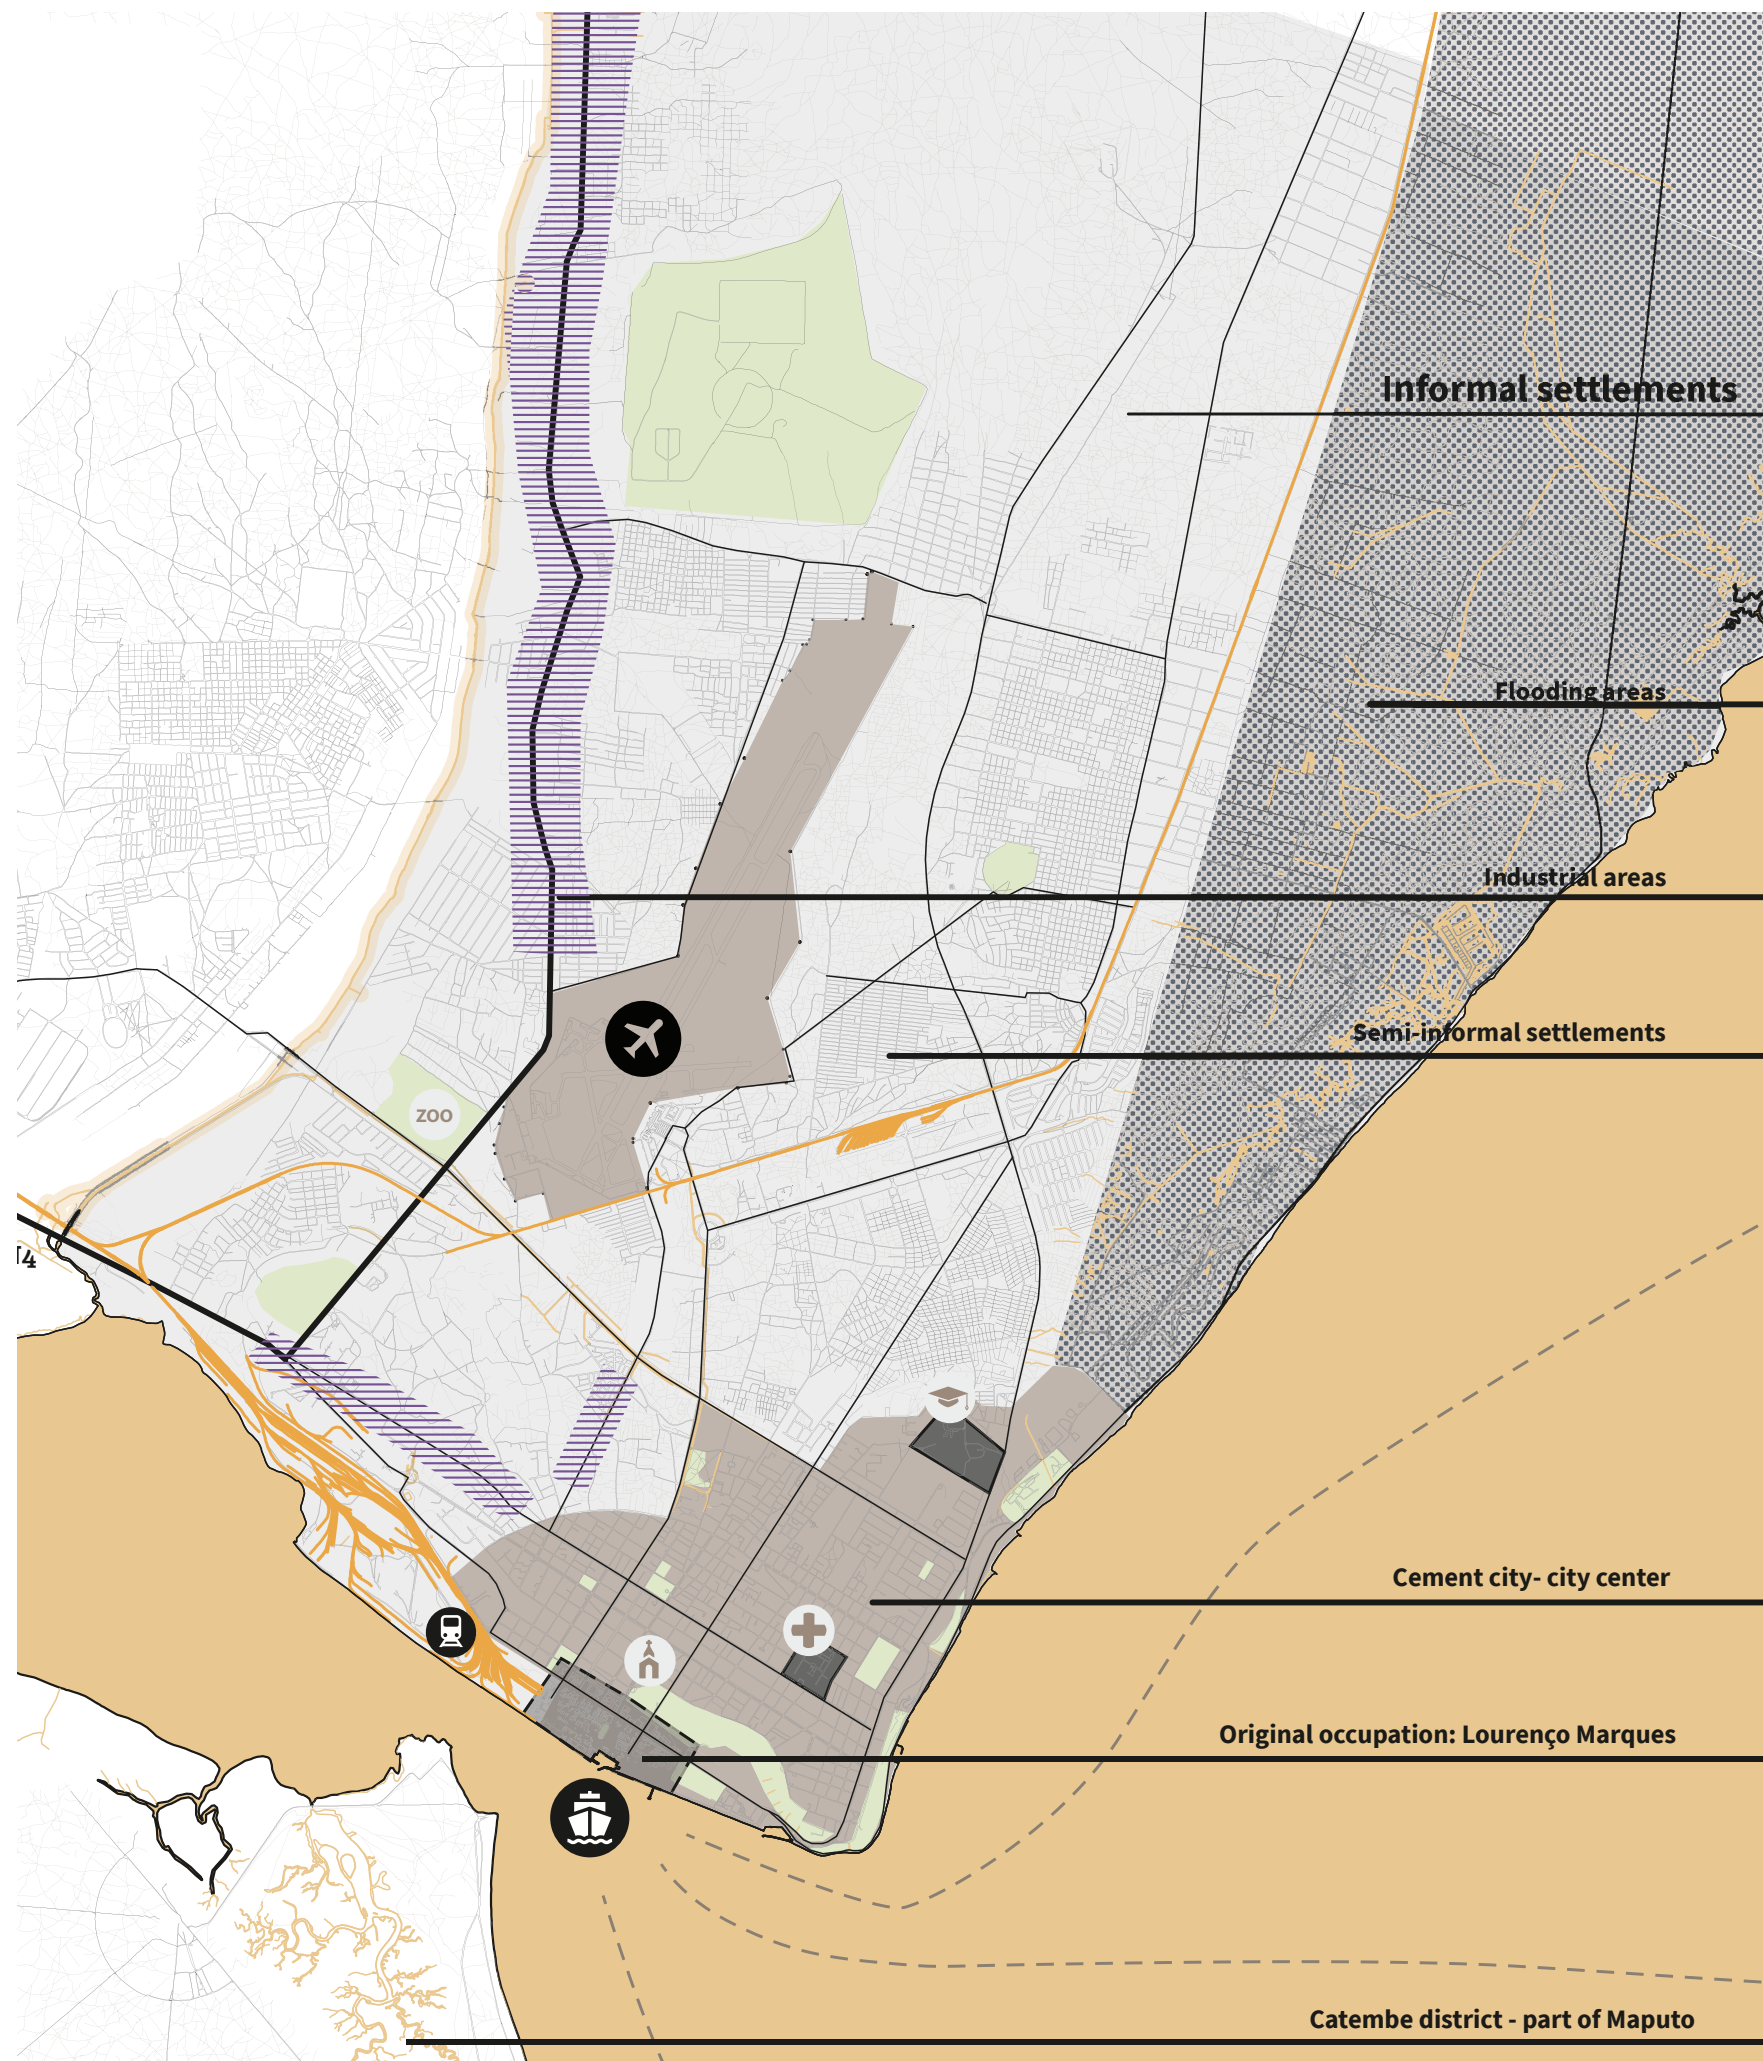 Informal settlements
Flooding areas
Industrial areas
Semi-informal settlements
ZOO
Cement city- city center
Original occupation: Lourenço Marques
Catembe district - part of Maputo